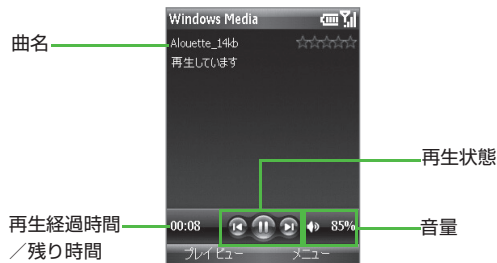 Windows Media
曲名
Alouette_14kb
再生しています
再生状態
再生経過時間
／残り時間
00:08
85%
音量
プレイビュー
メニュー